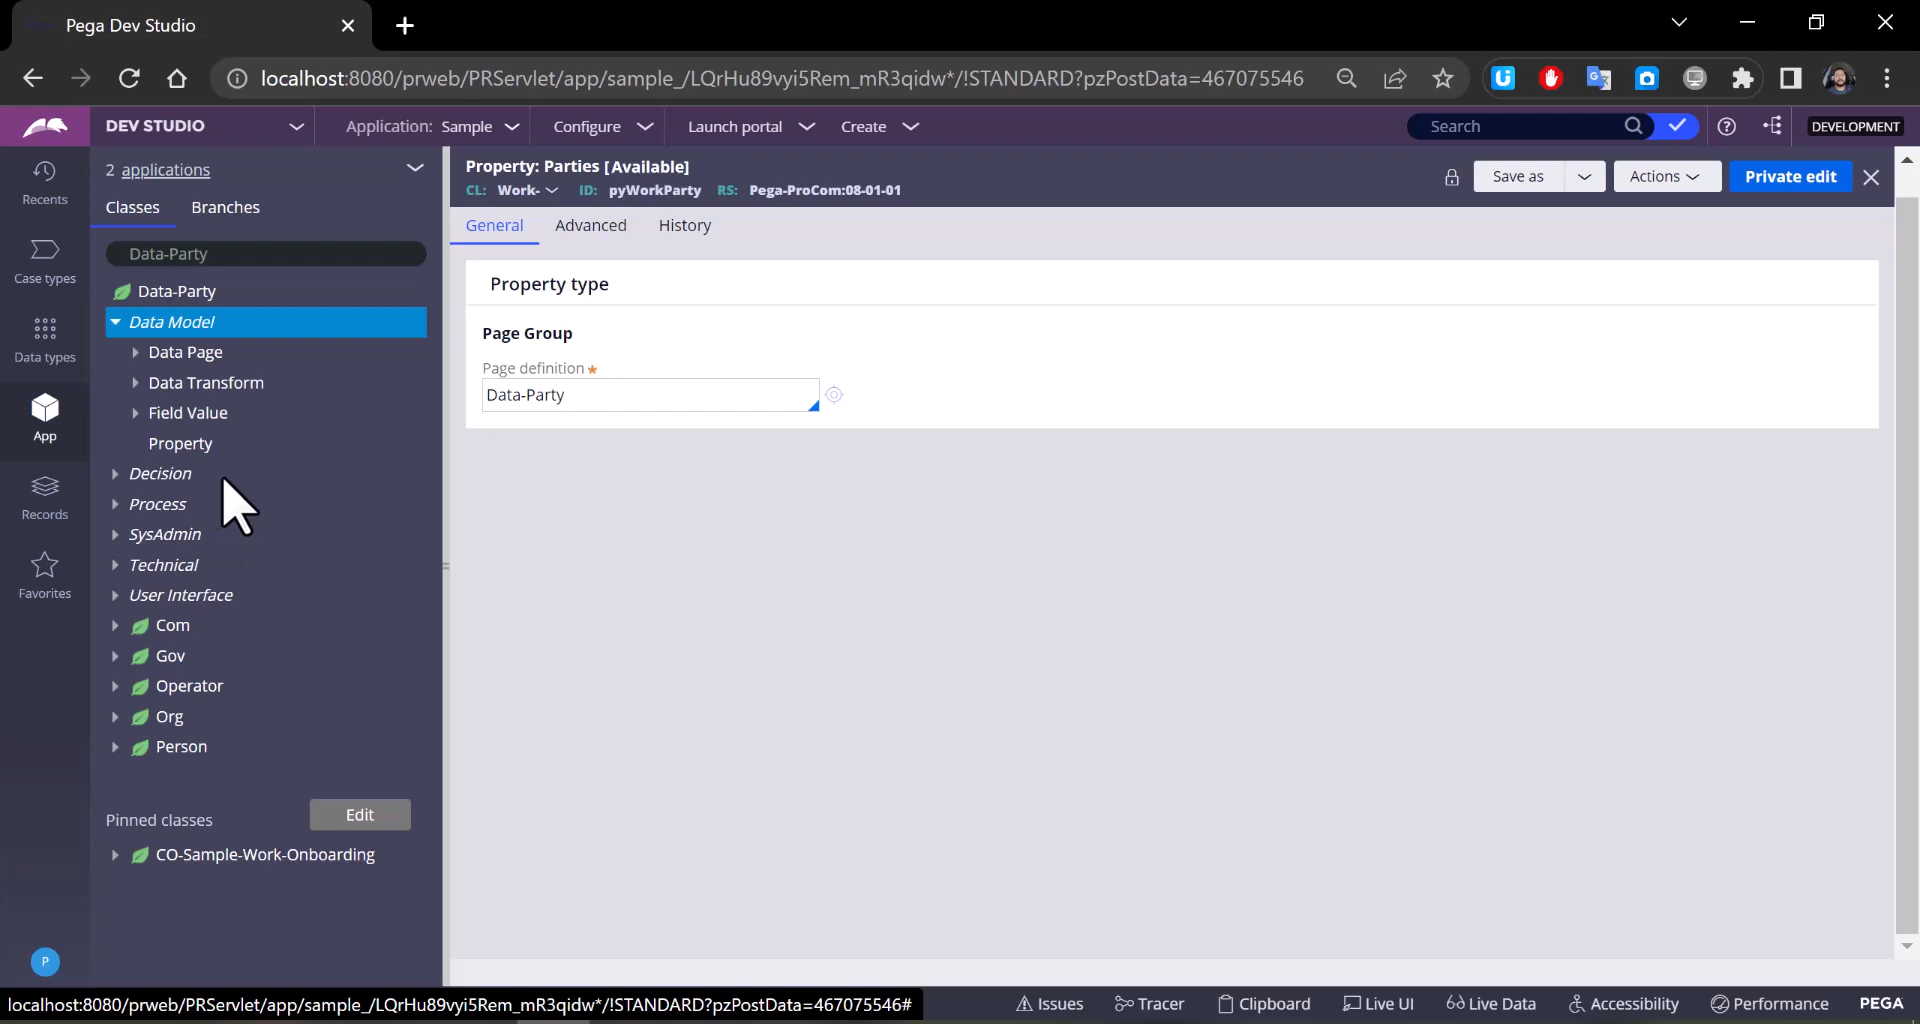 Pega Dev Studio
localhost:8080/prweb/PRServlet/app/sample_/LQrHu89vyi5Rem_mR3qidw*/!STANDARD?pzPostData=467075546
DEV STUDIO
Application: Sample
Configure
Launch portal
Create
Search
DEVELOPMENT
Recents
Case types
Data types
App
Records
Favorites
P
2 applications
Classes
Branches
Data-Party
Data-Party
Data Model
Data Page
Data Transform
Field Value
Property
Decision
Process
SysAdmin
Technical
User Interface
Com
Gov
Operator
Org
Person
Pinned classes
Edit
CO-Sample-Work-Onboarding
Property: Parties [Available]
CL: Work- ID: pyWorkParty RS: Pega-ProCom:08-01-01
Save as
Actions
Private edit
General
Advanced
History
Property type
Page Group
Page definition
Data-Party
localhost:8080/prweb/PRServlet/app/sample_/LQrHu89vyi5Rem_mR3qidw*/!STANDARD?pzPostData=467075546#
Issues
Tracer
Clipboard
Live UI
Live Data
Accessibility
Performance
PEGA